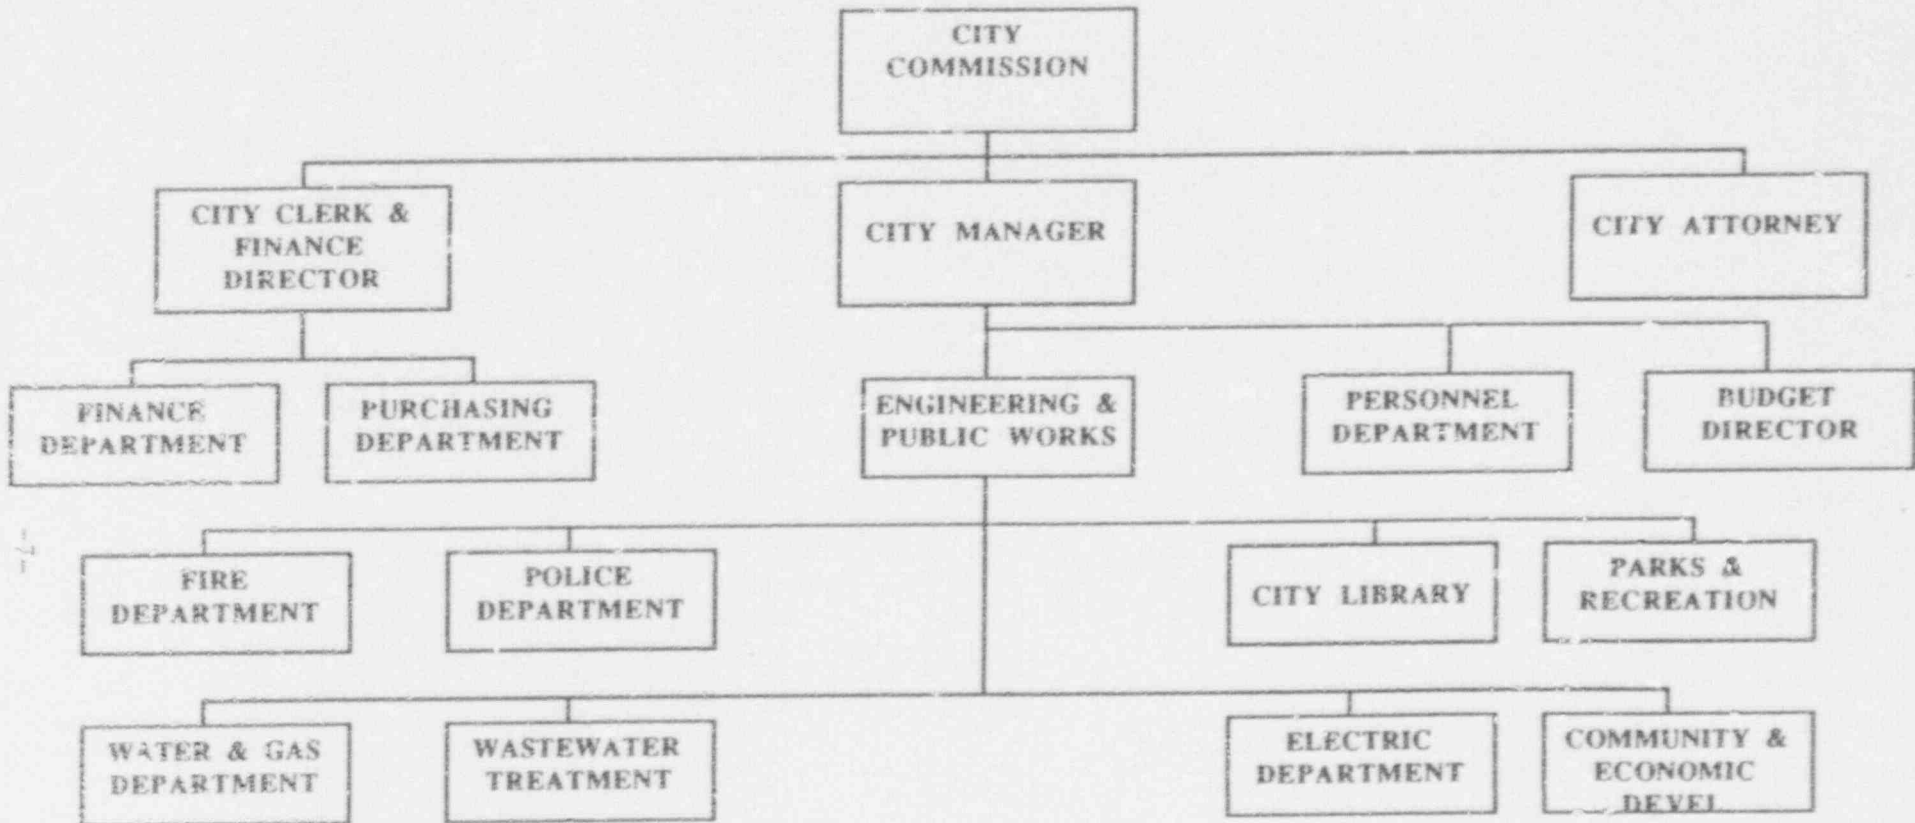 CITY
COMMISSION
CITY CLERK &
FINANCE
DIRECTOR
CITY MANAGER
CITY ATTORNEY
FINANCE
DEPARTMENT
PURCHASING
DEPARTMENT
ENGINEERING &
PUBLIC WORKS
PERSONNEL
DEPARTMENT
BUDGET
DIRECTOR
-7-
FIRE
DEPARTMENT
POLICE
DEPARTMENT
CITY LIBRARY
PARKS &
RECREATION
WATER & GAS
DEPARTMENT
WASTEWATER
TREATMENT
ELECTRIC
DEPARTMENT
COMMUNITY &
ECONOMIC
DEVEL